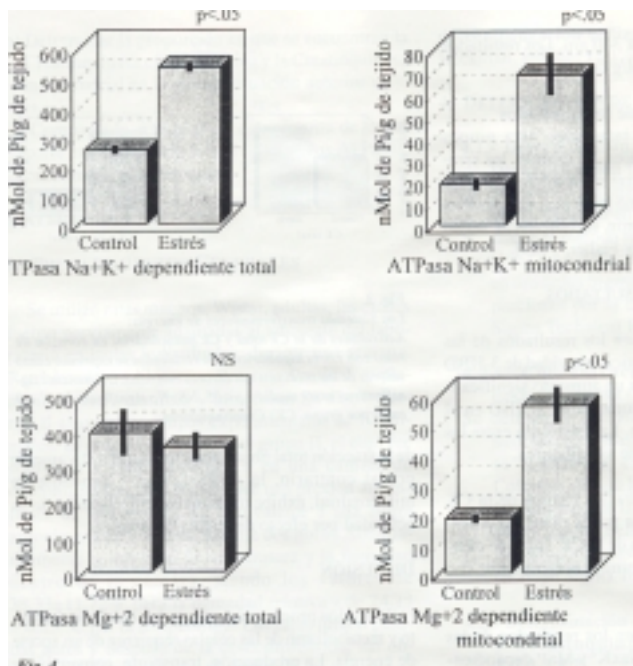 p<.05
nMol de Pi/g de tejido
600
500
400
300
200
100
0
Control Estrés
TPasa Na+K+ dependiente total
p<.05
nMol de Pi/g de tejido
80
70
60
50
40
30
20
10
0
Control Estrés
ATPasa Na+K+ mitocondrial
NS
nMol de Pi/g de tejido
500
400
300
200
100
0
Control Estrés
ATPasa Mg+2 dependiente total
p<.05
nMol de Pi/g de tejido
60
50
40
30
20
10
0
Control Estrés
ATPasa Mg+2 dependiente
mitocondrial